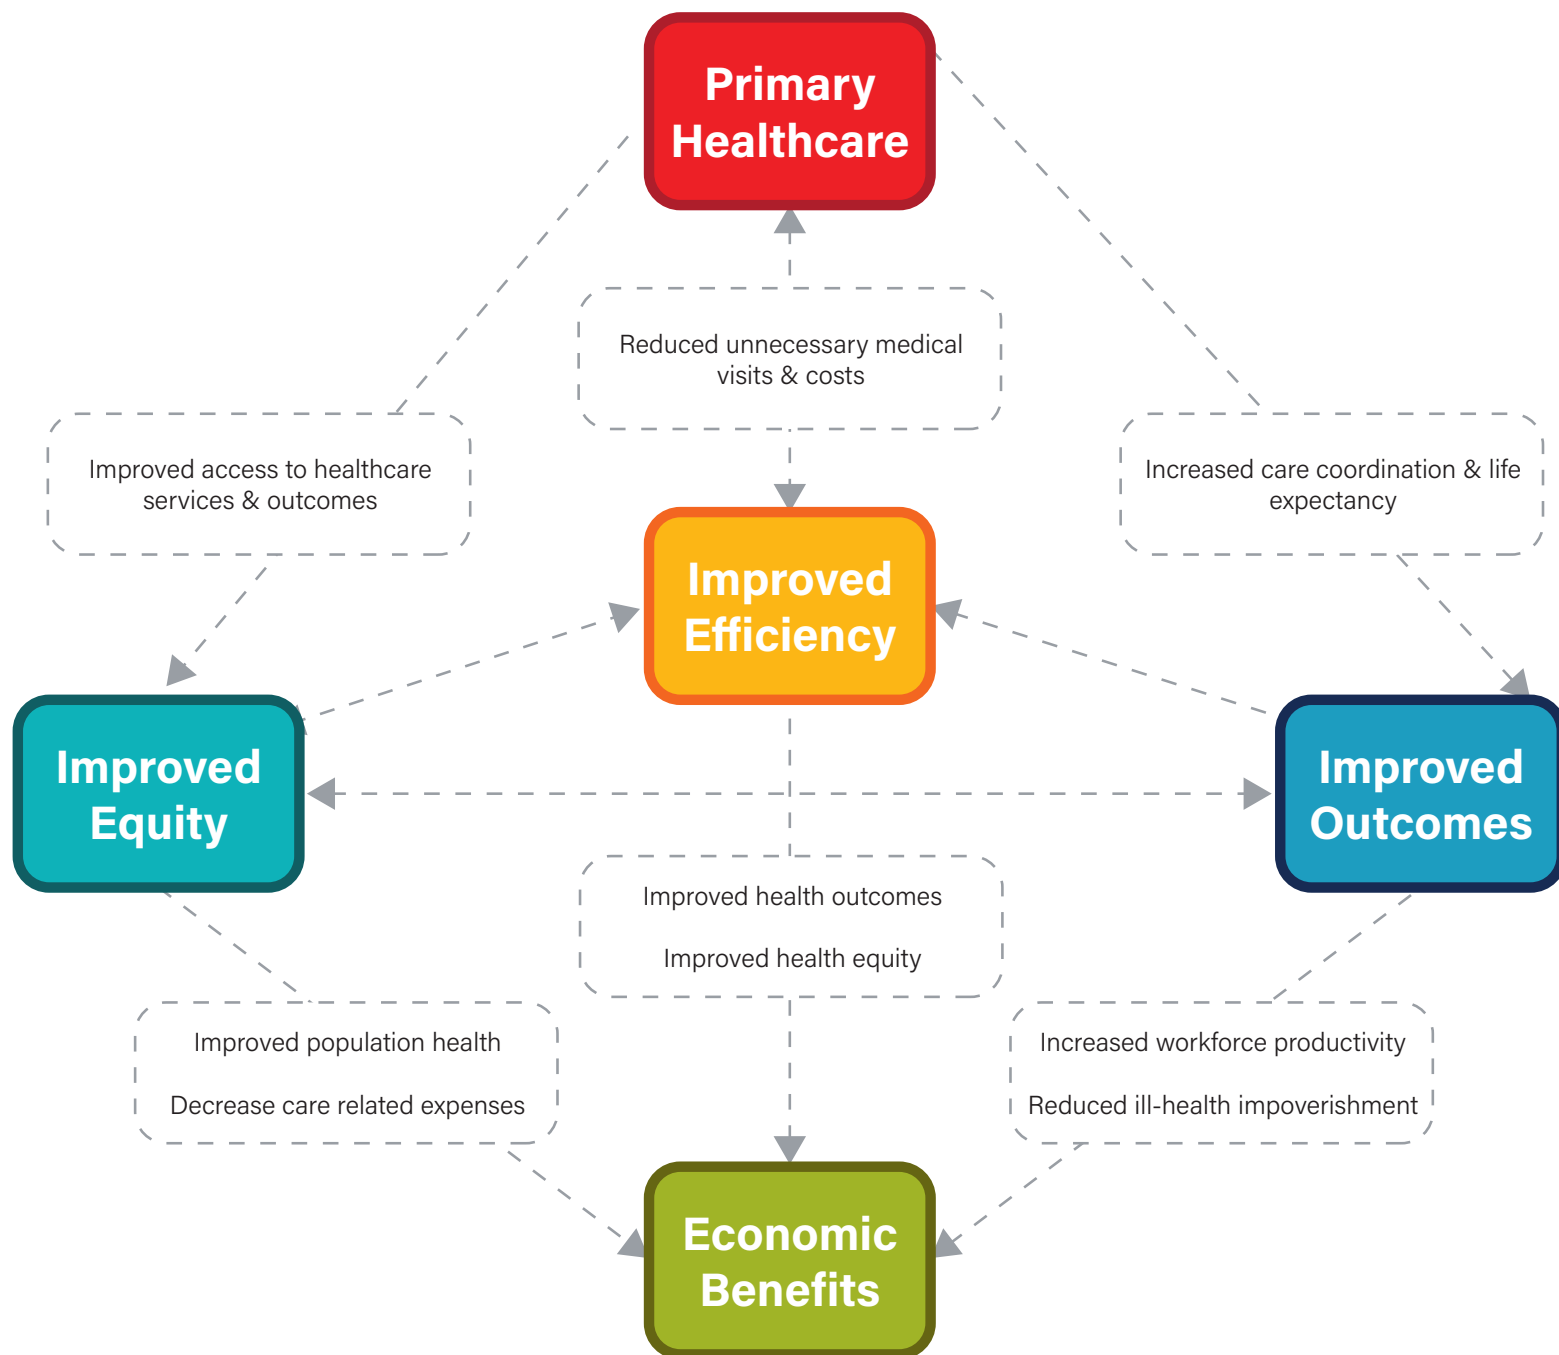 Primary
Healthcare
Reduced unnecessary medical
visits & costs
Improved access to healthcare
services & outcomes
Increased care coordination & life
expectancy
Improved
Efficiency
Improved
Equity
Improved
Outcomes
Improved health outcomes
Improved health equity
Improved population health
Decrease care related expenses
Increased workforce productivity
Reduced ill-health impoverishment
Economic
Benefits